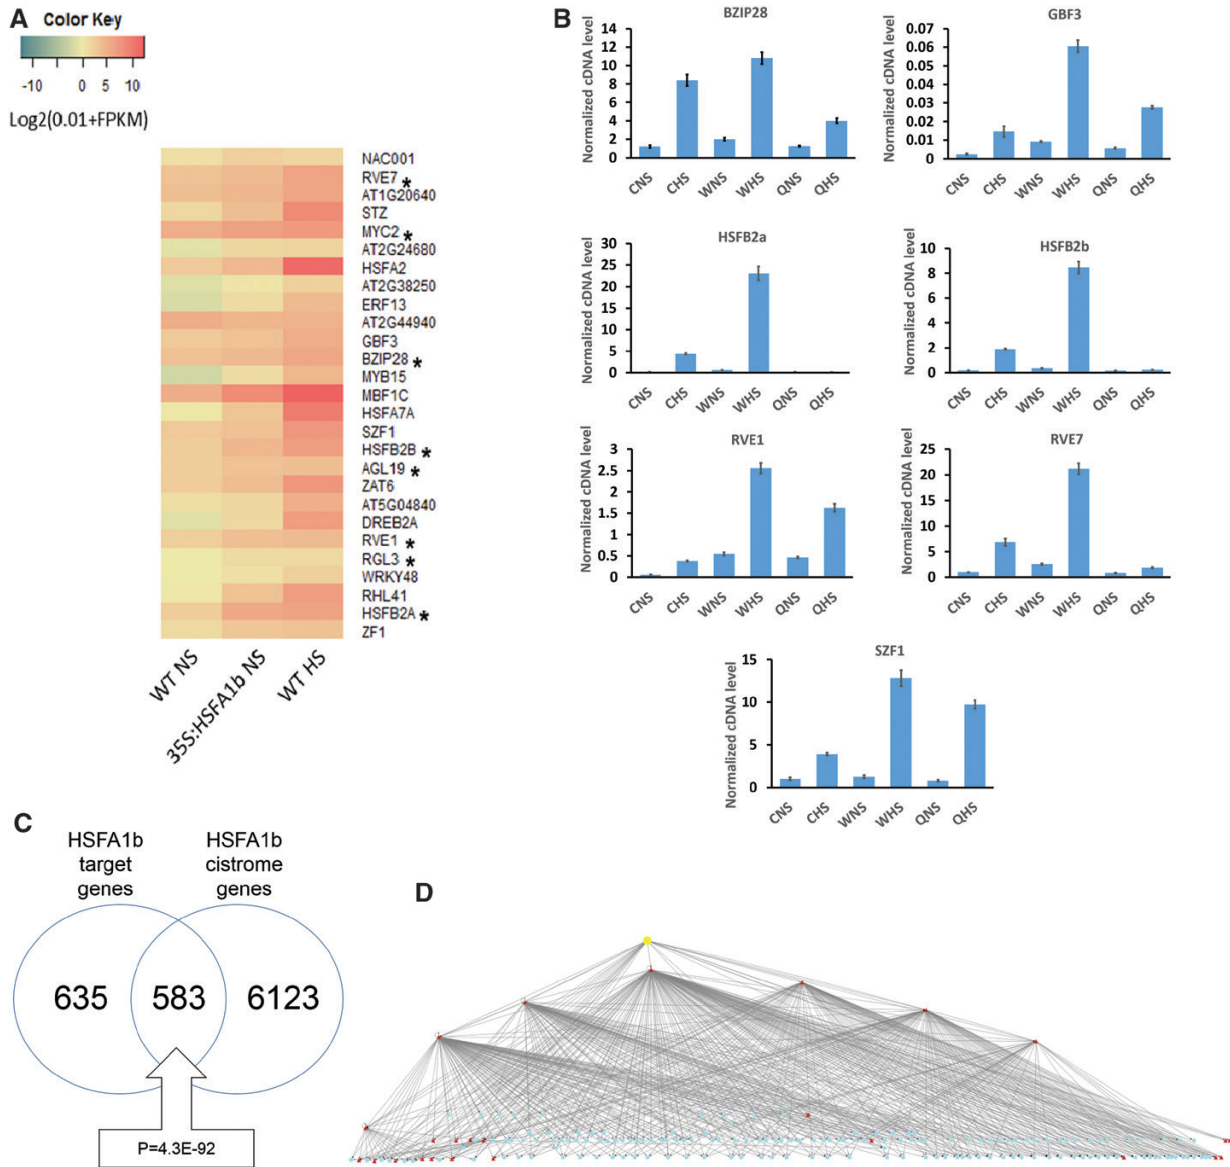 A
Color Key
-10 0 5 10
Log2(0.01+FPKM)
NAC001
RVE7 *
AT1G20640
STZ
MYC2 *
AT2G24680
HSFA2
AT2G38250
ERF13
AT2G44940
GBF3
BZIP28 *
MYB15
MBF1C
HSFA7A
SZF1
HSFB2B *
AGL19 *
ZAT6
AT5G04840
DREB2A
RVE1 *
RGL3 *
WRKY48
RHL41
HSFB2A *
ZF1
WT NS
35S:HSFA1b NS
WT HS
B
BZIP28
Normalized cDNA level
14
12
10
8
6
4
2
0
CNS CHS WNS WHS QNS QHS
GBF3
Normalized cDNA level
0.07
0.06
0.05
0.04
0.03
0.02
0.01
0
CNS CHS WNS WHS QNS QHS
HSFB2a
Normalized cDNA level
30
25
20
15
10
5
0
CNS CHS WNS WHS QNS QHS
HSFB2b
Normalized cDNA level
10
8
6
4
2
0
CNS CHS WNS WHS QNS QHS
RVE1
Normalized cDNA level
3
2.5
2
1.5
1
0.5
0
CNS CHS WNS WHS QNS QHS
RVE7
Normalized cDNA level
25
20
15
10
5
0
CNS CHS WNS WHS QNS QHS
SZF1
Normalized cDNA level
15
10
5
0
CNS CHS WNS WHS QNS QHS
C
HSFA1b
target
genes
HSFA1b
cistrome
genes
635 583 6123
P=4.3E-92
D